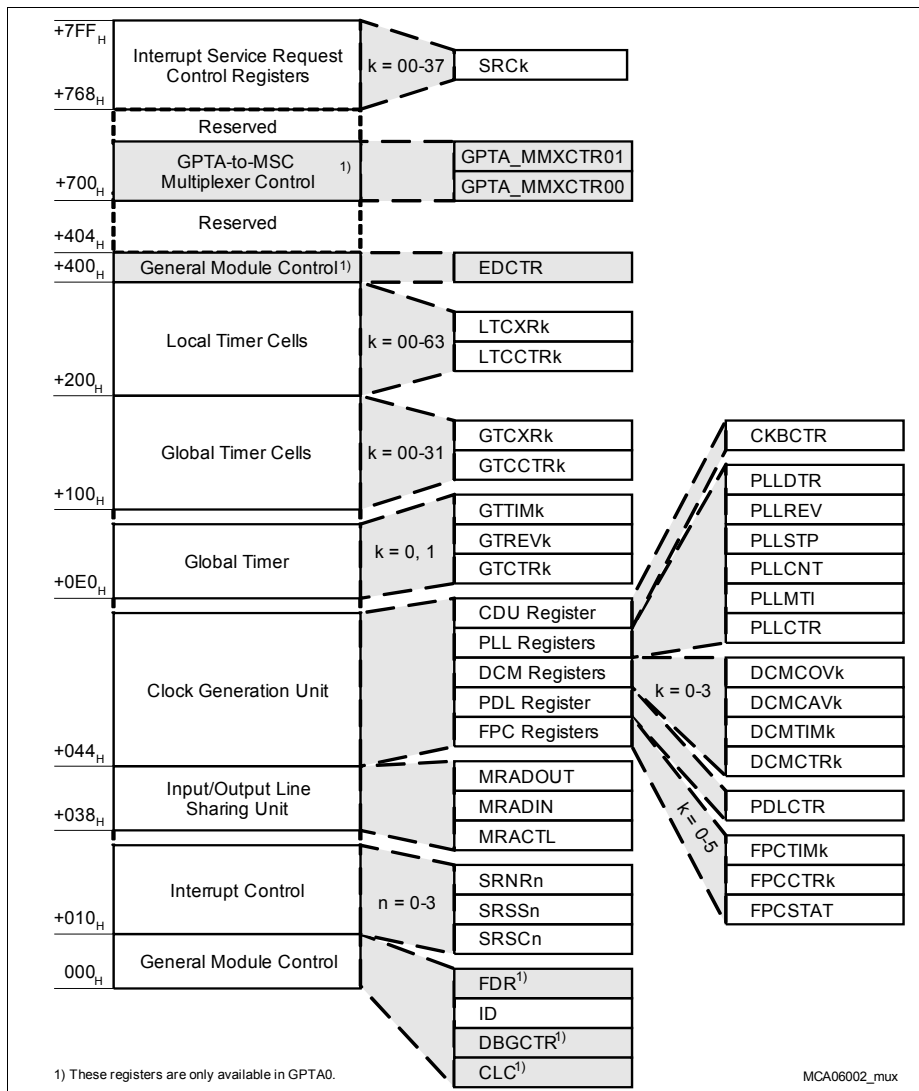 +7FFH
Interrupt Service Request
Control Registers
k = 00-37
SRCk
+768H
Reserved
GPTA-to-MSC
Multiplexer Control 1)
GPTA_MMXCTR01
GPTA_MMXCTR00
+700H
Reserved
+404H
+400H
General Module Control1)
EDCTR
Local Timer Cells
k = 00-63
LTCXRk
LTCCTRk
+200H
Global Timer Cells
k = 00-31
GTCXRk
GTCCTRk
+100H
Global Timer
k = 0, 1
GTTIMk
GTREVk
GTCTRk
+0E0H
Clock Generation Unit
CDU Register
PLL Registers
DCM Registers
PDL Register
FPC Registers
+044H
CKBCTR
PLLDTR
PLLREV
PLLSTP
PLLCNT
PLLMTI
PLLCTR
k = 0-3
DCMCOVk
DCMCAVk
DCMTIMk
DCMCTRk
PDLCTR
k = 0-5
FPCTIMk
FPCCTRk
FPCSTAT
Input/Output Line
Sharing Unit
MRADOUT
MRADIN
MRACTL
+038H
Interrupt Control
n = 0-3
SRNRn
SRSSn
SRSCn
+010H
General Module Control
000H
FDR1)
ID
DBGCTR1)
CLC1)
1) These registers are only available in GPTA0.
MCA06002_mux